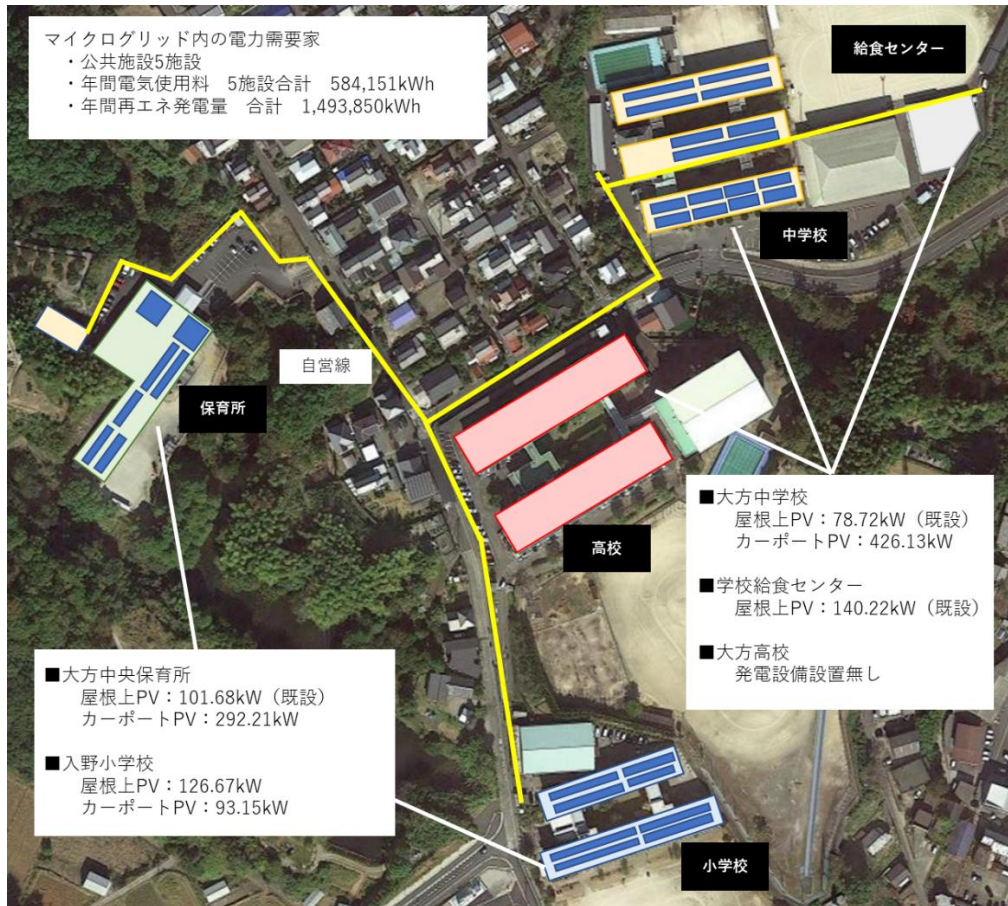 マイクログリッド内の電力需要家
・公共施設5施設
・年間電気使用料 5施設合計 584,151kWh
・年間再エネ発電量 合計 1,493,850kWh
給食センター
中学校
自営線
保育所
高校
■大方中学校
屋根上PV：78.72kW（既設）
カーポートPV：426.13kW
■学校給食センター
屋根上PV：140.22kW（既設）
■大方高校
発電設備設置無し
■大方中央保育所
屋根上PV：101.68kW（既設）
カーポートPV：292.21kW
■入野小学校
屋根上PV：126.67kW
カーポートPV：93.15kW
小学校